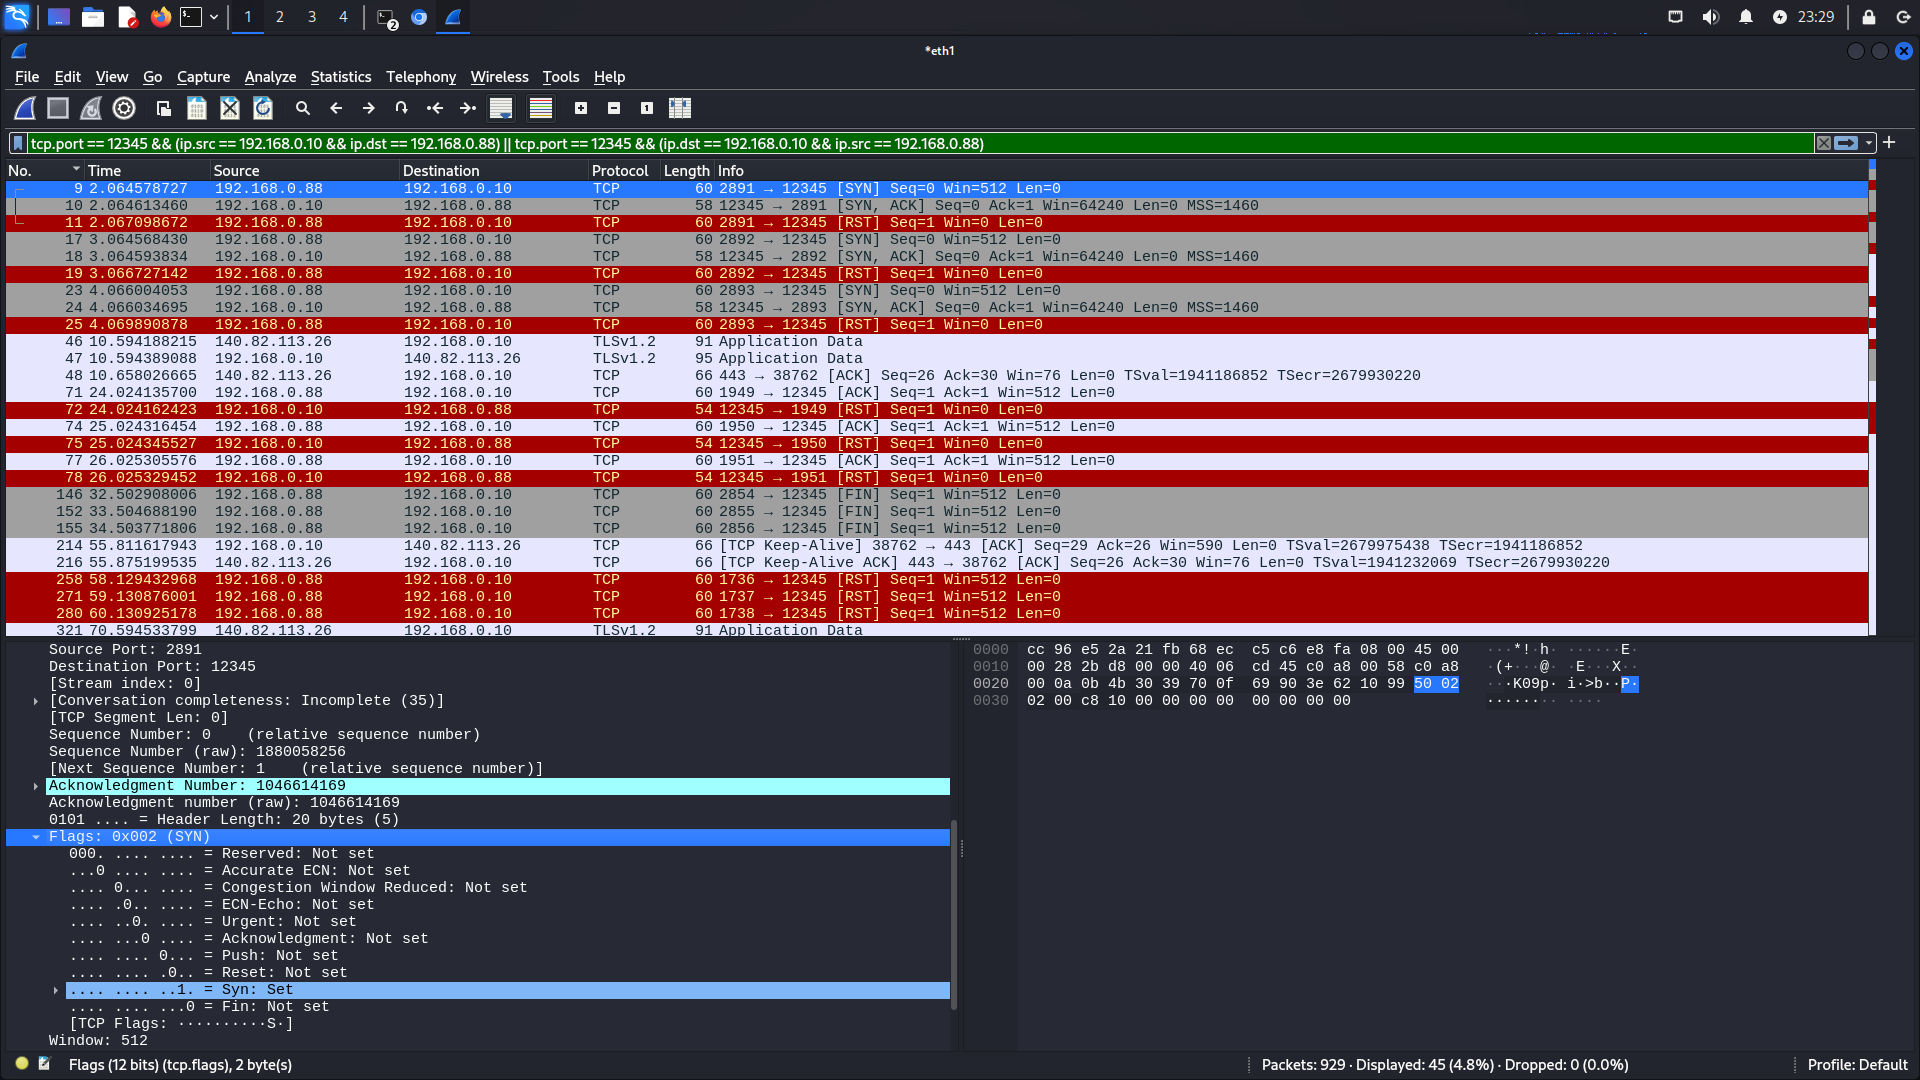 1 2 3 4 2 23:29
*eth1
File Edit View Go Capture Analyze Statistics Telephony Wireless Tools Help
tcp.port == 12345 && (ip.src == 192.168.0.10 && ip.dst == 192.168.0.88) || tcp.port == 12345 && (ip.dst == 192.168.0.10 && ip.src == 192.168.0.88)
No. Time Source Destination Protocol Length Info
9 2.064578727 192.168.0.88 192.168.0.10 TCP 60 2891 → 12345 [SYN] Seq=0 Win=512 Len=0
10 2.064613460 192.168.0.10 192.168.0.88 TCP 58 12345 → 2891 [SYN, ACK] Seq=0 Ack=1 Win=64240 Len=0 MSS=1460
11 2.067098672 192.168.0.88 192.168.0.10 TCP 60 2891 → 12345 [RST] Seq=1 Win=0 Len=0
17 3.064568430 192.168.0.88 192.168.0.10 TCP 60 2892 → 12345 [SYN] Seq=0 Win=512 Len=0
18 3.064593834 192.168.0.10 192.168.0.88 TCP 58 12345 → 2892 [SYN, ACK] Seq=0 Ack=1 Win=64240 Len=0 MSS=1460
19 3.066727142 192.168.0.88 192.168.0.10 TCP 60 2892 → 12345 [RST] Seq=1 Win=0 Len=0
23 4.066004053 192.168.0.88 192.168.0.10 TCP 60 2893 → 12345 [SYN] Seq=0 Win=512 Len=0
24 4.066034695 192.168.0.10 192.168.0.88 TCP 58 12345 → 2893 [SYN, ACK] Seq=0 Ack=1 Win=64240 Len=0 MSS=1460
25 4.069890878 192.168.0.88 192.168.0.10 TCP 60 2893 → 12345 [RST] Seq=1 Win=0 Len=0
46 10.594188215 140.82.113.26 192.168.0.10 TLSv1.2 91 Application Data
47 10.594389088 192.168.0.10 140.82.113.26 TLSv1.2 95 Application Data
48 10.658026665 140.82.113.26 192.168.0.10 TCP 66 443 → 38762 [ACK] Seq=26 Ack=30 Win=76 Len=0 TSval=1941186852 TSecr=2679930220
71 24.024135700 192.168.0.88 192.168.0.10 TCP 60 1949 → 12345 [ACK] Seq=1 Ack=1 Win=512 Len=0
72 24.024162423 192.168.0.10 192.168.0.88 TCP 54 12345 → 1949 [RST] Seq=1 Win=0 Len=0
74 25.024316454 192.168.0.88 192.168.0.10 TCP 60 1950 → 12345 [ACK] Seq=1 Ack=1 Win=512 Len=0
75 25.024345527 192.168.0.10 192.168.0.88 TCP 54 12345 → 1950 [RST] Seq=1 Win=0 Len=0
77 26.025305576 192.168.0.88 192.168.0.10 TCP 60 1951 → 12345 [ACK] Seq=1 Ack=1 Win=512 Len=0
78 26.025329452 192.168.0.10 192.168.0.88 TCP 54 12345 → 1951 [RST] Seq=1 Win=0 Len=0
146 32.502908006 192.168.0.88 192.168.0.10 TCP 60 2854 → 12345 [FIN] Seq=1 Win=512 Len=0
152 33.504688190 192.168.0.88 192.168.0.10 TCP 60 2855 → 12345 [FIN] Seq=1 Win=512 Len=0
155 34.503771806 192.168.0.88 192.168.0.10 TCP 60 2856 → 12345 [FIN] Seq=1 Win=512 Len=0
214 55.811617943 192.168.0.10 140.82.113.26 TCP 66 [TCP Keep-Alive] 38762 → 443 [ACK] Seq=29 Ack=26 Win=590 Len=0 TSval=2679975438 TSecr=1941186852
216 55.875199535 140.82.113.26 192.168.0.10 TCP 66 [TCP Keep-Alive ACK] 443 → 38762 [ACK] Seq=26 Ack=30 Win=76 Len=0 TSval=1941232069 TSecr=2679930220
258 58.129432968 192.168.0.88 192.168.0.10 TCP 60 1736 → 12345 [RST] Seq=1 Win=512 Len=0
271 59.130876001 192.168.0.88 192.168.0.10 TCP 60 1737 → 12345 [RST] Seq=1 Win=512 Len=0
280 60.130925178 192.168.0.88 192.168.0.10 TCP 60 1738 → 12345 [RST] Seq=1 Win=512 Len=0
321 70.594533799 140.82.113.26 192.168.0.10 TLSv1.2 91 Application Data
Source Port: 2891
Destination Port: 12345
[Stream index: 0]
[Conversation completeness: Incomplete (35)]
[TCP Segment Len: 0]
Sequence Number: 0 (relative sequence number)
Sequence Number (raw): 1880058256
[Next Sequence Number: 1 (relative sequence number)]
Acknowledgment Number: 1046614169
Acknowledgment number (raw): 1046614169
0101 .... = Header Length: 20 bytes (5)
Flags: 0x002 (SYN)
000. .... .... = Reserved: Not set
...0 .... .... = Accurate ECN: Not set
.... 0... .... = Congestion Window Reduced: Not set
.... .0.. .... = ECN-Echo: Not set
.... ..0. .... = Urgent: Not set
.... ...0 .... = Acknowledgment: Not set
.... .... 0... = Push: Not set
.... .... .0.. = Reset: Not set
.... .... ..1. = Syn: Set
.... .... ...0 = Fin: Not set
[TCP Flags: ··········S·]
Window: 512
0000 cc 96 e5 2a 21 fb 68 ec c5 c6 e8 fa 08 00 45 00 ···*!·h· ······E·
0010 00 28 2b d8 00 00 40 06 cd 45 c0 a8 00 58 c0 a8 ·(+···@· ·E···X··
0020 00 0a 0b 4b 30 39 70 0f 69 90 3e 62 10 99 50 02 ···K09p· i·>b··P·
0030 02 00 c8 10 00 00 00 00 00 00 00 00 ········ ····
Flags (12 bits) (tcp.flags), 2 byte(s)
Packets: 929 · Displayed: 45 (4.8%) · Dropped: 0 (0.0%)
Profile: Default